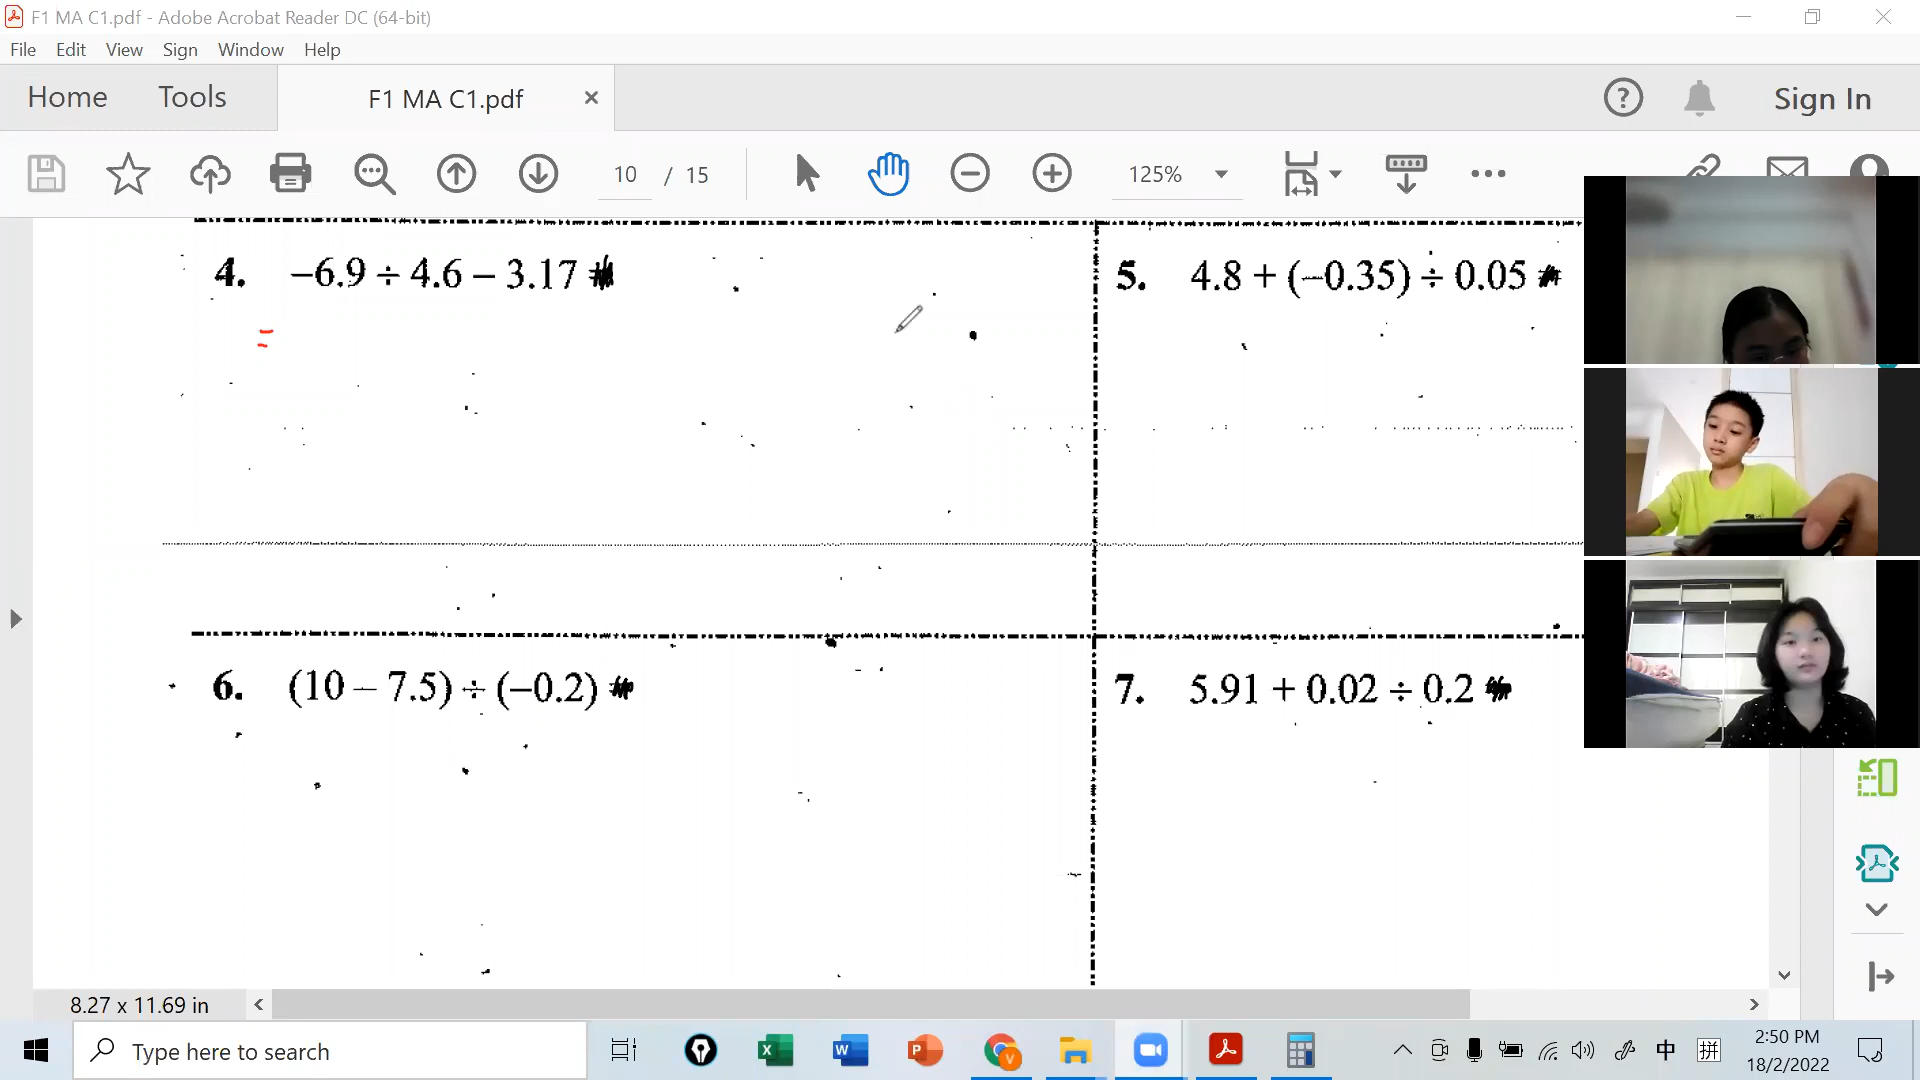 F1 MA C1.pdf - Adobe Acrobat Reader DC (64-bit)
File Edit View Sign Window Help
Home Tools F1 MA C1.pdf Sign In
10 / 15 125%
4. −6.9 ÷ 4.6 − 3.17
=
5. 4.8 + (−0.35) ÷ 0.05
6. (10 − 7.5) ÷ (−0.2)
7. 5.91 + 0.02 ÷ 0.2
8.27 x 11.69 in
Type here to search
中 拼
2:50 PM
18/2/2022